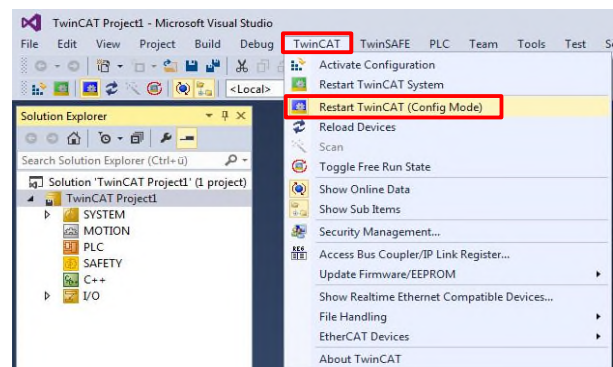 TwinCAT Project1 - Microsoft Visual Studio
File Edit View Project Build Debug TwinCAT TwinSAFE PLC Team Tools Test
<Local>
Solution Explorer
Search Solution Explorer (Ctrl+ü)
Solution 'TwinCAT Project1' (1 project)
TwinCAT Project1
SYSTEM
MOTION
PLC
SAFETY
C++
I/O
Activate Configuration
Restart TwinCAT System
Restart TwinCAT (Config Mode)
Reload Devices
Scan
Toggle Free Run State
Show Online Data
Show Sub Items
Security Management...
Access Bus Coupler/IP Link Register...
Update Firmware/EEPROM
Show Realtime Ethernet Compatible Devices...
File Handling
EtherCAT Devices
About TwinCAT